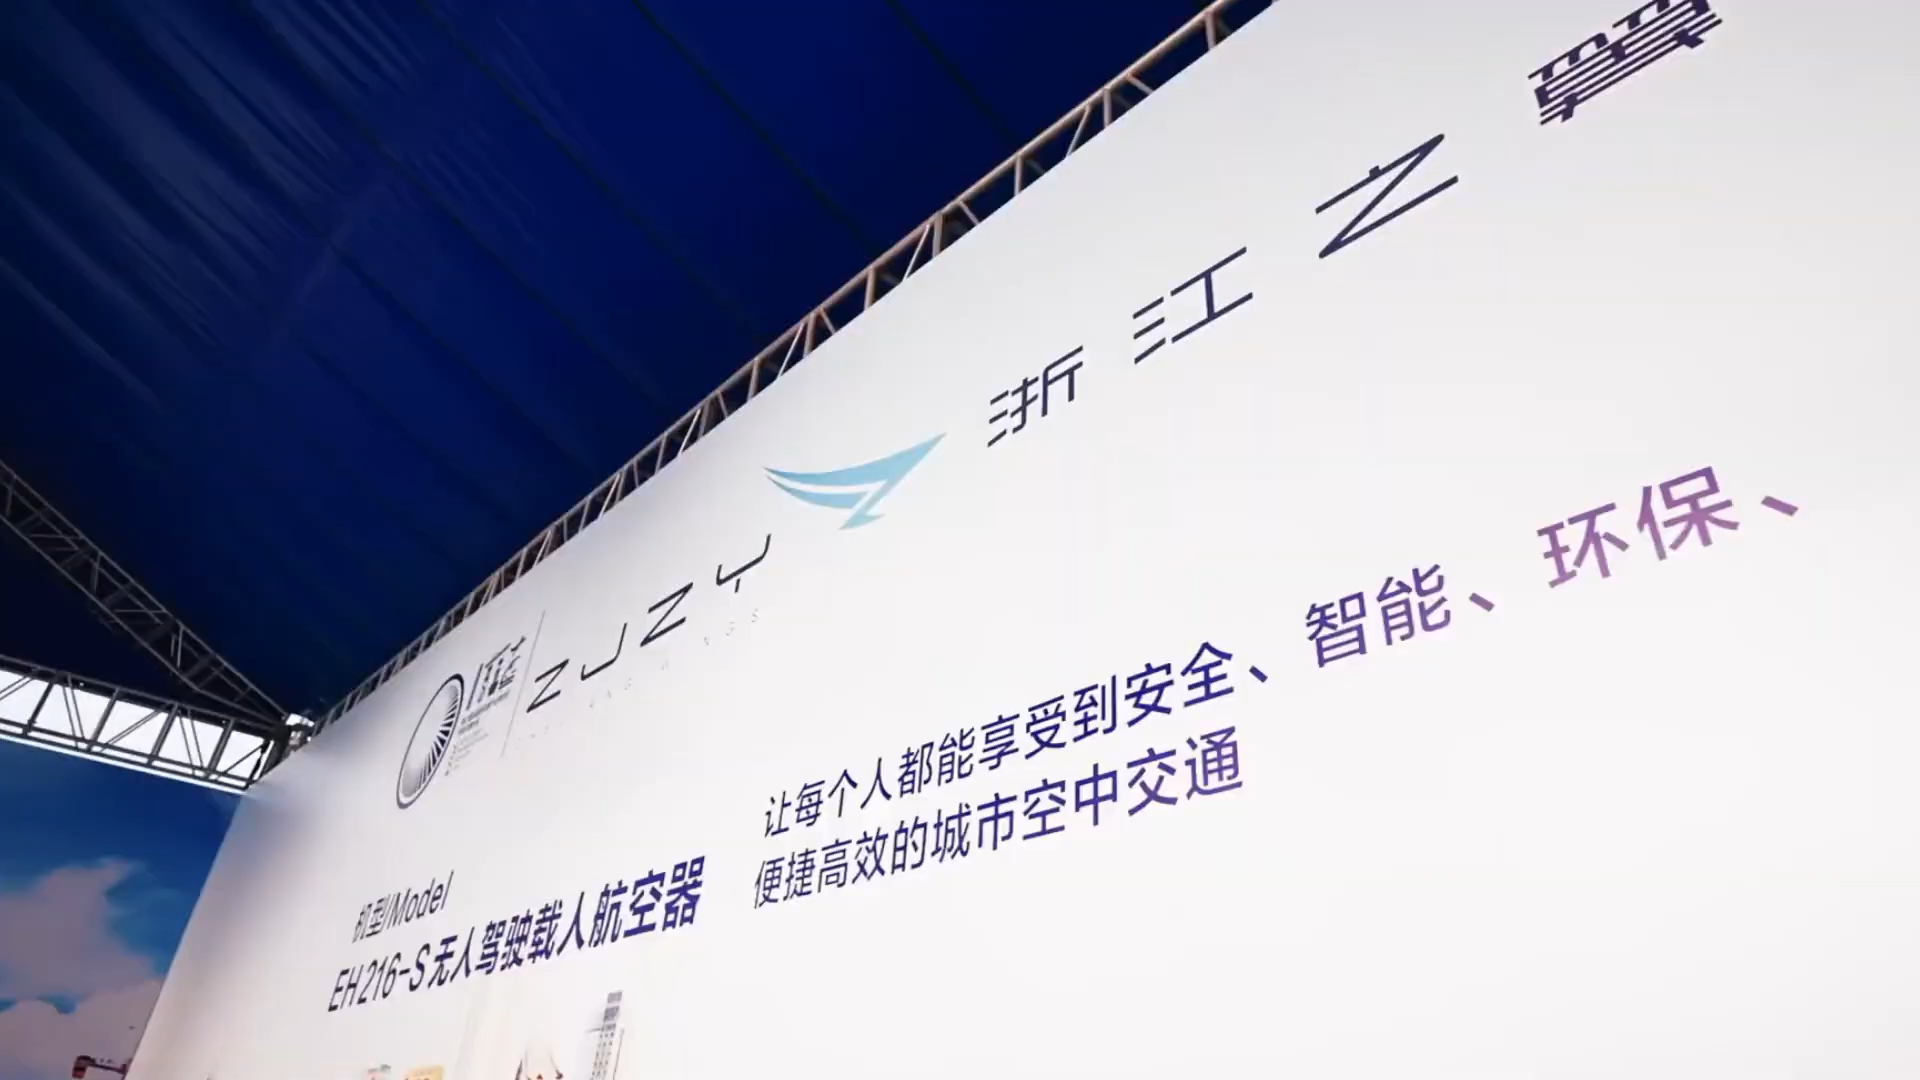 浙江之翼
ZJZY
让每个人都能享受到安全、智能、环保、
便捷高效的城市空中交通
机型/Model
EH216-S无人驾驶载人航空器